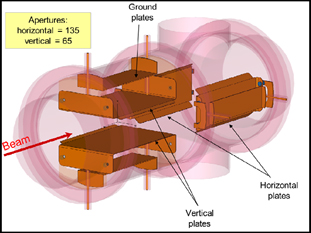 Apertures:
horizontal = 135
vertical = 65
Ground
plates
Beam
Horizontal
plates
Vertical
plates